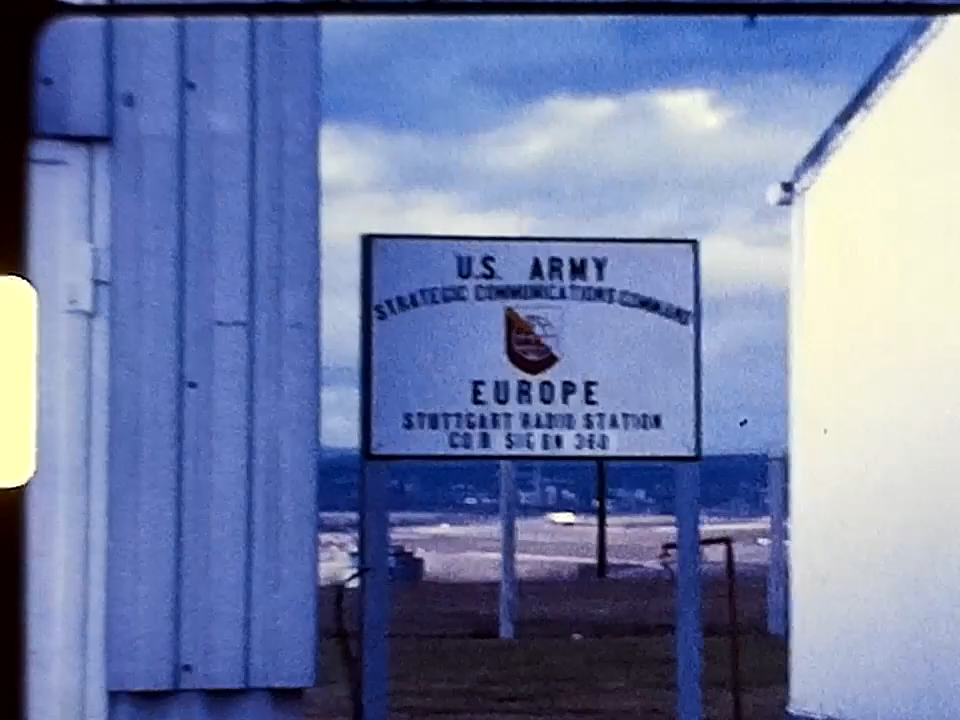 U.S. ARMY
STRATEGIC COMMUNICATIONS COMMAND
EUROPE
STUTTGART RADIO STATION
CO B SIG BN 360